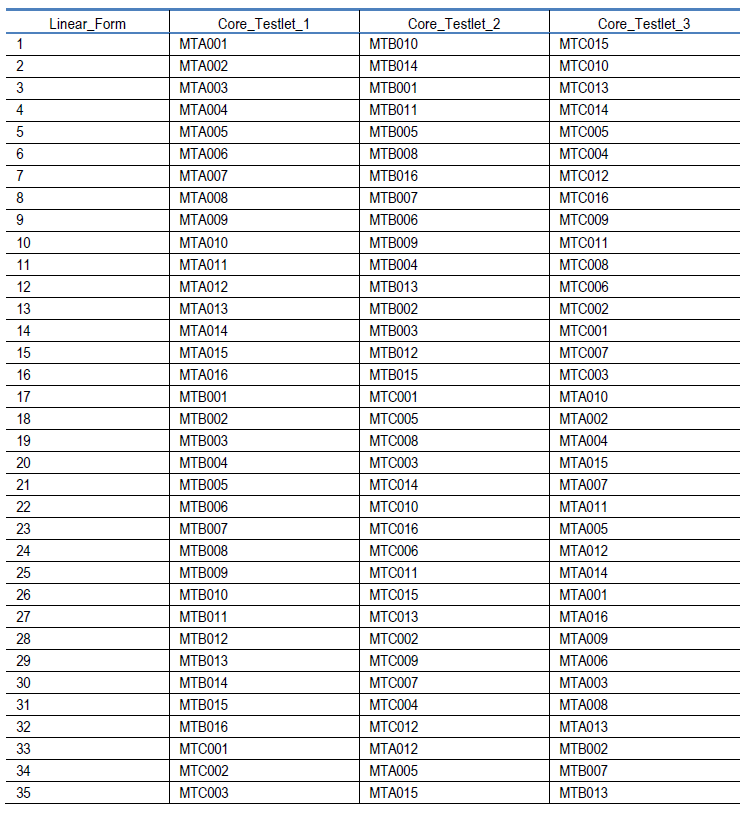 Linear_Form Core_Testlet_1 Core_Testlet_2 Core_Testlet_3
1 MTA001 MTB010 MTC015
2 MTA002 MTB014 MTC010
3 MTA003 MTB001 MTC013
4 MTA004 MTB011 MTC014
5 MTA005 MTB005 MTC005
6 MTA006 MTB008 MTC004
7 MTA007 MTB016 MTC012
8 MTA008 MTB007 MTC016
9 MTA009 MTB006 MTC009
10 MTA010 MTB009 MTC011
11 MTA011 MTB004 MTC008
12 MTA012 MTB013 MTC006
13 MTA013 MTB002 MTC002
14 MTA014 MTB003 MTC001
15 MTA015 MTB012 MTC007
16 MTA016 MTB015 MTC003
17 MTB001 MTC001 MTA010
18 MTB002 MTC005 MTA002
19 MTB003 MTC008 MTA004
20 MTB004 MTC003 MTA015
21 MTB005 MTC014 MTA007
22 MTB006 MTC010 MTA011
23 MTB007 MTC016 MTA005
24 MTB008 MTC006 MTA012
25 MTB009 MTC011 MTA014
26 MTB010 MTC015 MTA001
27 MTB011 MTC013 MTA016
28 MTB012 MTC002 MTA009
29 MTB013 MTC009 MTA006
30 MTB014 MTC007 MTA003
31 MTB015 MTC004 MTA008
32 MTB016 MTC012 MTA013
33 MTC001 MTA012 MTB002
34 MTC002 MTA005 MTB007
35 MTC003 MTA015 MTB013